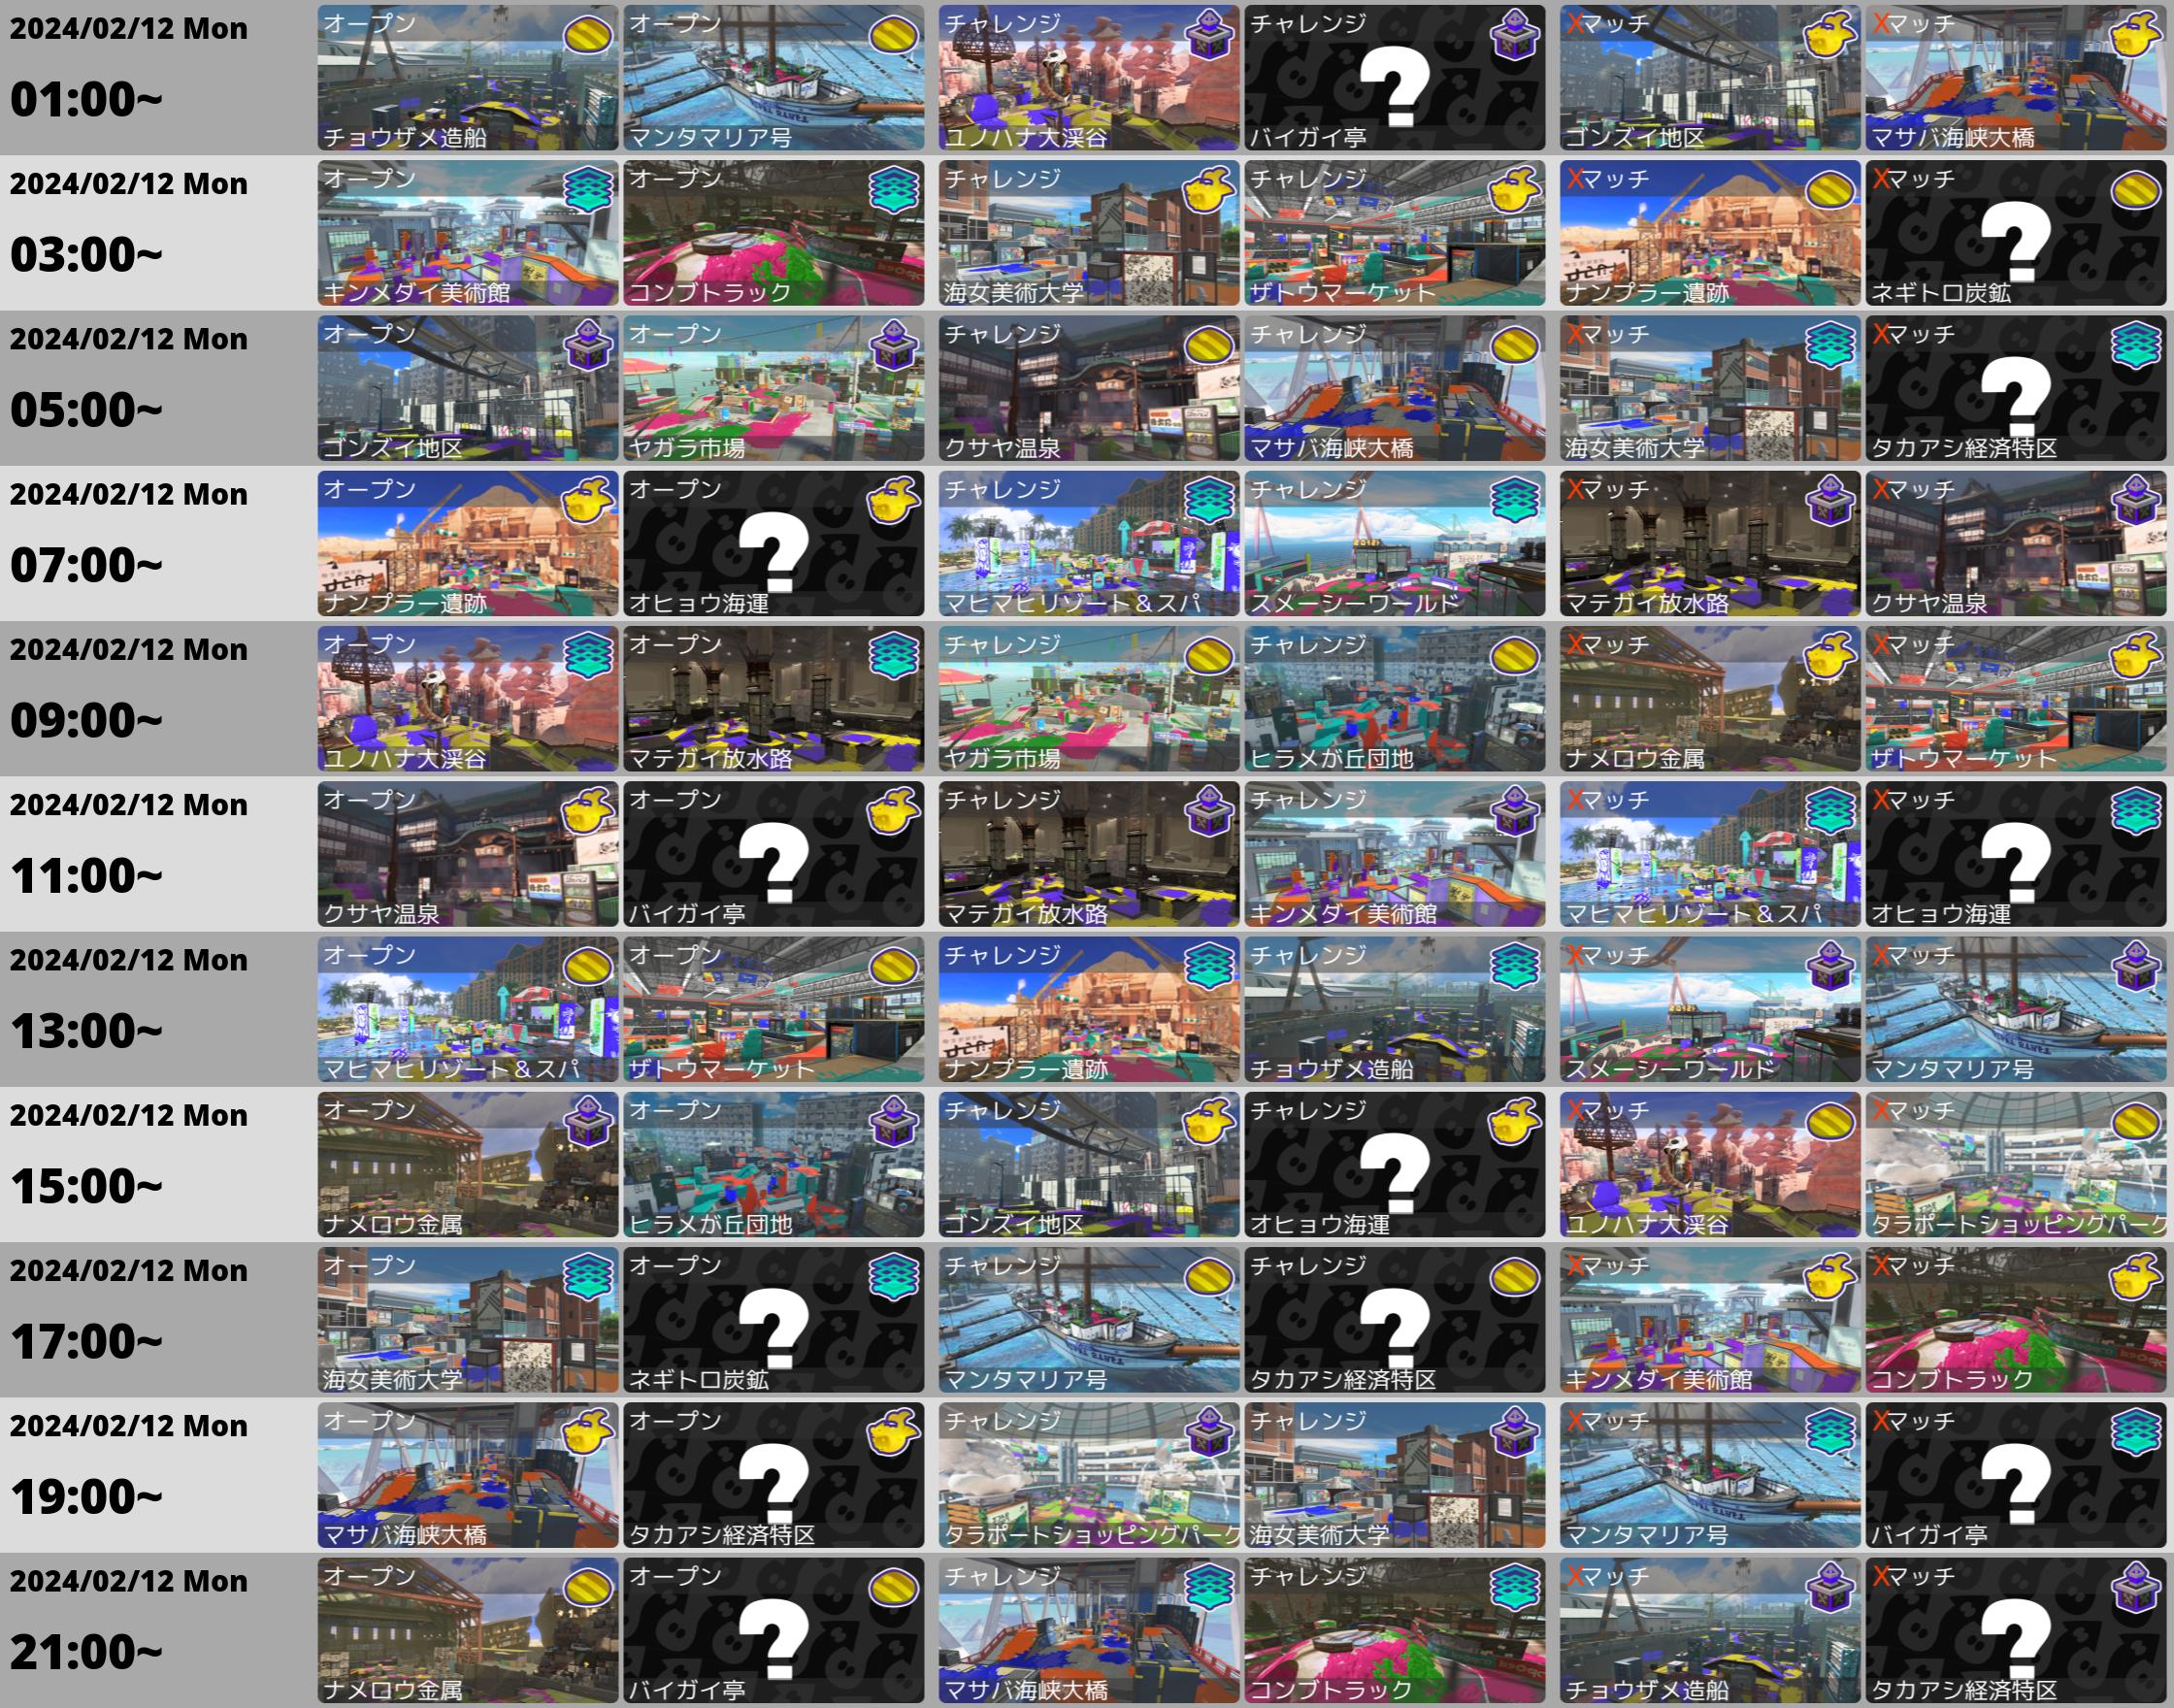 2024/02/12 Mon
01:00~
オープン
チョウザメ造船
オープン
マンタマリア号
チャレンジ
ユノハナ大渓谷
チャレンジ
?
バイガイ亭
Xマッチ
ゴンズイ地区
Xマッチ
マサバ海峡大橋
2024/02/12 Mon
03:00~
オープン
キンメダイ美術館
オープン
コンブトラック
チャレンジ
海女美術大学
チャレンジ
ザトウマーケット
Xマッチ
ナンプラー遺跡
Xマッチ
?
ネギトロ炭鉱
2024/02/12 Mon
05:00~
オープン
ゴンズイ地区
オープン
ヤガラ市場
チャレンジ
クサヤ温泉
チャレンジ
マサバ海峡大橋
Xマッチ
海女美術大学
Xマッチ
?
タカアシ経済特区
2024/02/12 Mon
07:00~
オープン
ナンプラー遺跡
オープン
?
オヒョウ海運
チャレンジ
マヒマヒリゾート&スパ
チャレンジ
スメーシーワールド
Xマッチ
マテガイ放水路
Xマッチ
クサヤ温泉
2024/02/12 Mon
09:00~
オープン
ユノハナ大渓谷
オープン
マテガイ放水路
チャレンジ
ヤガラ市場
チャレンジ
ヒラメが丘団地
Xマッチ
ナメロウ金属
Xマッチ
ザトウマーケット
2024/02/12 Mon
11:00~
オープン
クサヤ温泉
オープン
?
バイガイ亭
チャレンジ
マテガイ放水路
チャレンジ
キンメダイ美術館
Xマッチ
マヒマヒリゾート&スパ
Xマッチ
?
オヒョウ海運
2024/02/12 Mon
13:00~
オープン
マヒマヒリゾート&スパ
オープン
ザトウマーケット
チャレンジ
ナンプラー遺跡
チャレンジ
チョウザメ造船
Xマッチ
スメーシーワールド
Xマッチ
マンタマリア号
2024/02/12 Mon
15:00~
オープン
ナメロウ金属
オープン
ヒラメが丘団地
チャレンジ
ゴンズイ地区
チャレンジ
?
オヒョウ海運
Xマッチ
ユノハナ大渓谷
Xマッチ
タラポートショッピングパーク
2024/02/12 Mon
17:00~
オープン
海女美術大学
オープン
?
ネギトロ炭鉱
チャレンジ
マンタマリア号
チャレンジ
?
タカアシ経済特区
Xマッチ
キンメダイ美術館
Xマッチ
コンブトラック
2024/02/12 Mon
19:00~
オープン
マサバ海峡大橋
オープン
?
タカアシ経済特区
チャレンジ
タラポートショッピングパーク
チャレンジ
海女美術大学
Xマッチ
マンタマリア号
Xマッチ
?
バイガイ亭
2024/02/12 Mon
21:00~
オープン
ナメロウ金属
オープン
?
バイガイ亭
チャレンジ
マサバ海峡大橋
チャレンジ
コンブトラック
Xマッチ
チョウザメ造船
Xマッチ
?
タカアシ経済特区